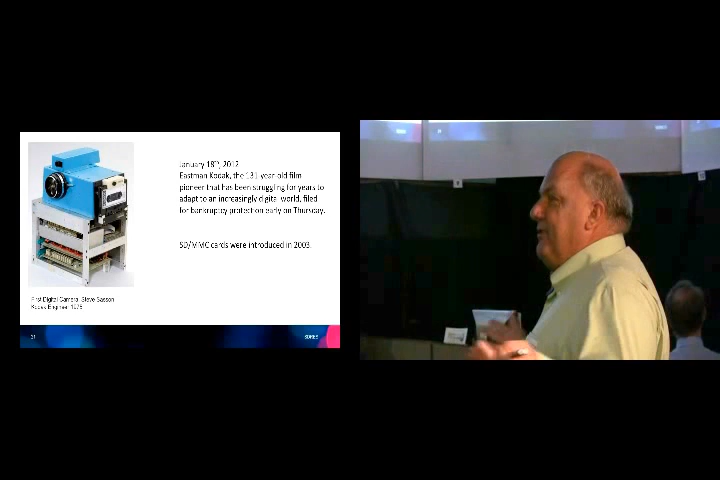 January 18th, 2012
Eastman Kodak, the 131 year old film
pioneer that has been struggling for years to
adapt to an increasingly digital world, filed
for bankruptcy protection early on Thursday.
SD/MMC cards were introduced in 2003.
First Digital Camera, Steve Sasson
Kodak Engineer 1975